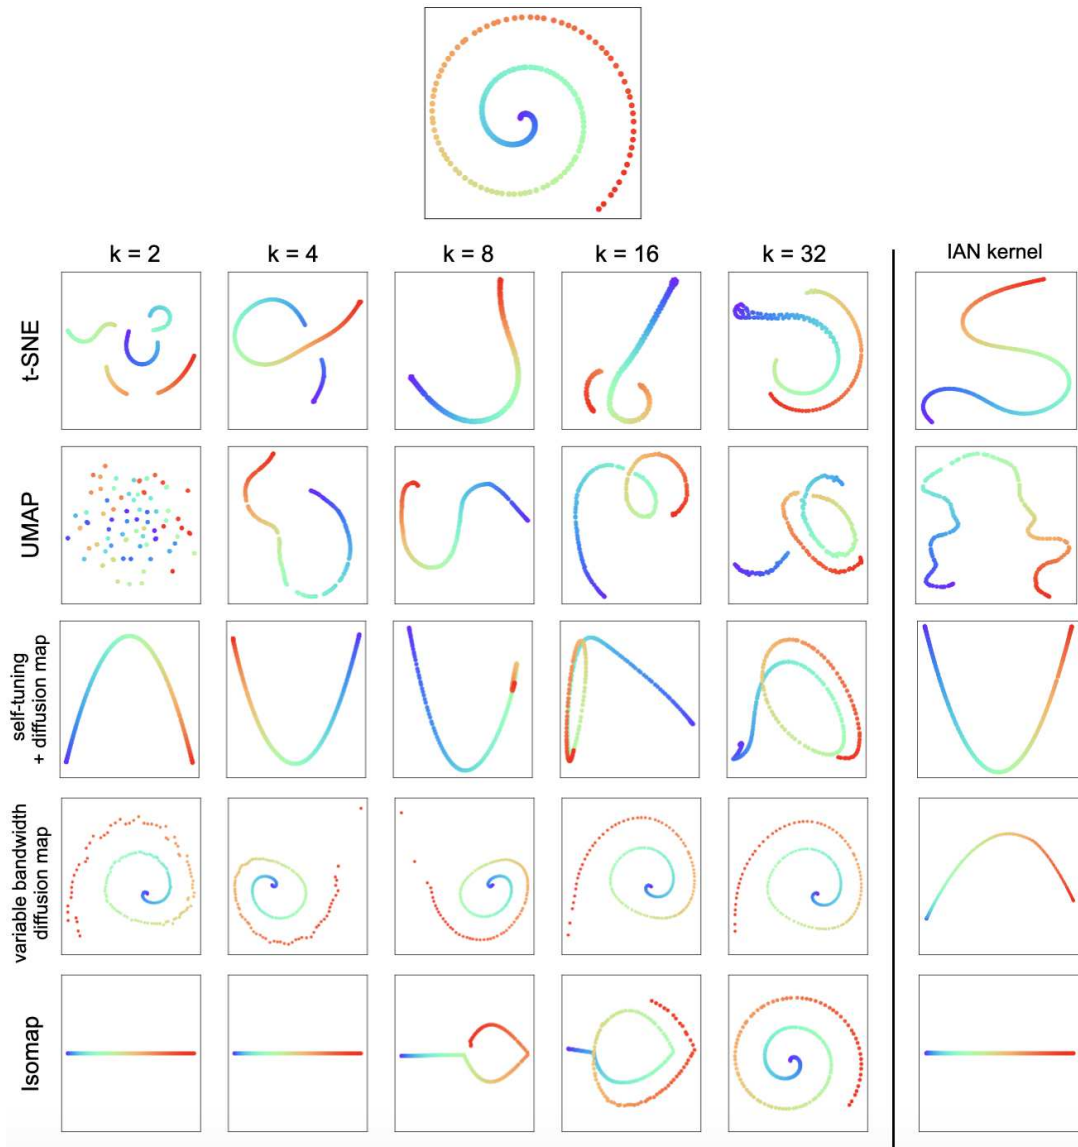 k = 2
k = 4
k = 8
k = 16
k = 32
IAN kernel
t-SNE
UMAP
self-tuning
+ diffusion map
variable bandwidth
diffusion map
Isomap